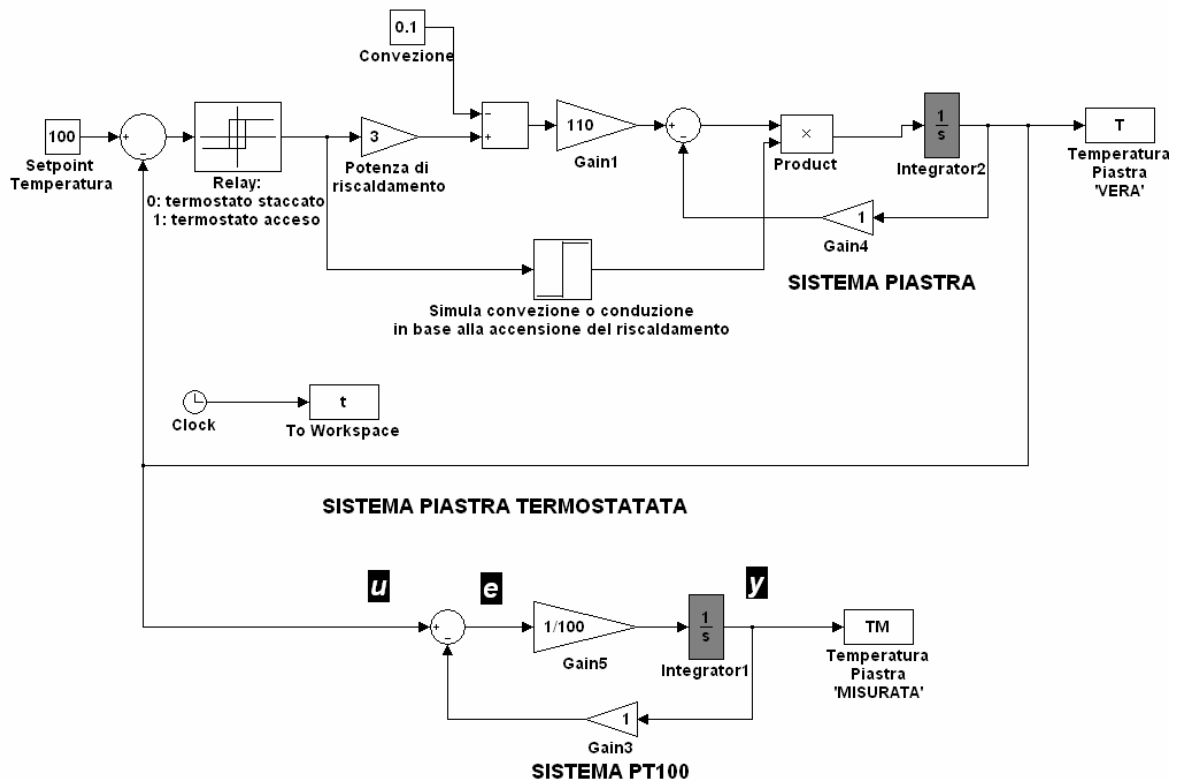 0.1
Convezione
100
Setpoint
Temperatura
Relay:
0: termostato staccato
1: termostato acceso
3
Potenza di
riscaldamento
110
Gain1
×
Product
1
s
Integrator2
T
Temperatura
Piastra
'VERA'
1
Gain4
SISTEMA PIASTRA
Simula convezione o conduzione
in base alla accensione del riscaldamento
Clock
t
To Workspace
SISTEMA PIASTRA TERMOSTATATA
u
e
y
1/100
Gain5
1
s
Integrator1
TM
Temperatura
Piastra
'MISURATA'
1
Gain3
SISTEMA PT100